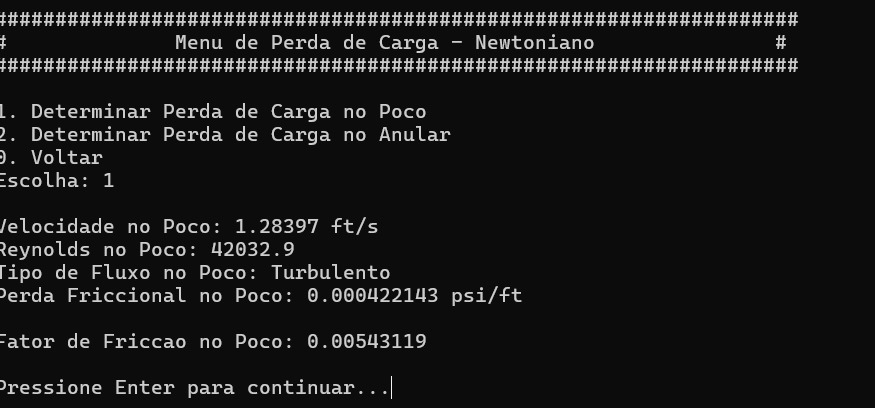 ###################################################################
# Menu de Perda de Carga - Newtoniano #
###################################################################
1. Determinar Perda de Carga no Poco
2. Determinar Perda de Carga no Anular
0. Voltar
Escolha: 1
Velocidade no Poco: 1.28397 ft/s
Reynolds no Poco: 42032.9
Tipo de Fluxo no Poco: Turbulento
Perda Friccional no Poco: 0.000422143 psi/ft
Fator de Friccao no Poco: 0.00543119
Pressione Enter para continuar...